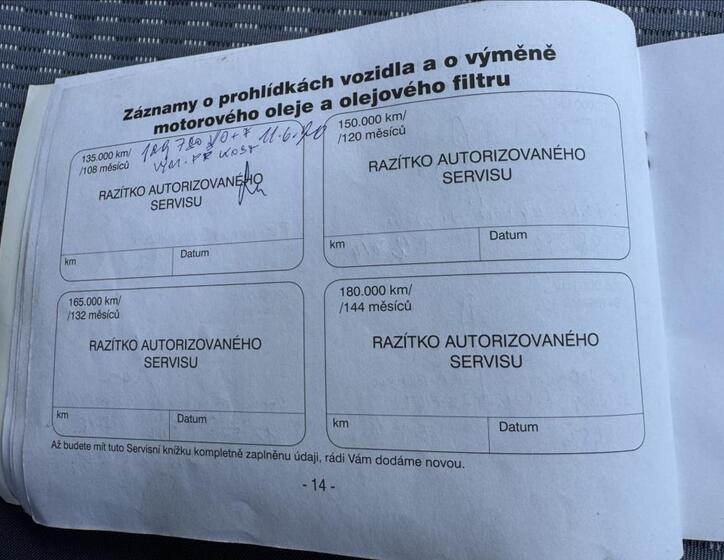 Záznamy o prohlídkách vozidla a o výměně
motorového oleje a olejového filtru
135.000 km/
/108 měsíců
11.6.20
RAZÍTKO AUTORIZOVANÉHO
SERVISU
km
Datum
150.000 km/
/120 měsíců
RAZÍTKO AUTORIZOVANÉHO
SERVISU
km
Datum
165.000 km/
/132 měsíců
RAZÍTKO AUTORIZOVANÉHO
SERVISU
km
Datum
180.000 km/
/144 měsíců
RAZÍTKO AUTORIZOVANÉHO
SERVISU
km
Datum
Až budete mít tuto Servisní knížku kompletně zaplněnu údaji, rádi Vám dodáme novou.
- 14 -